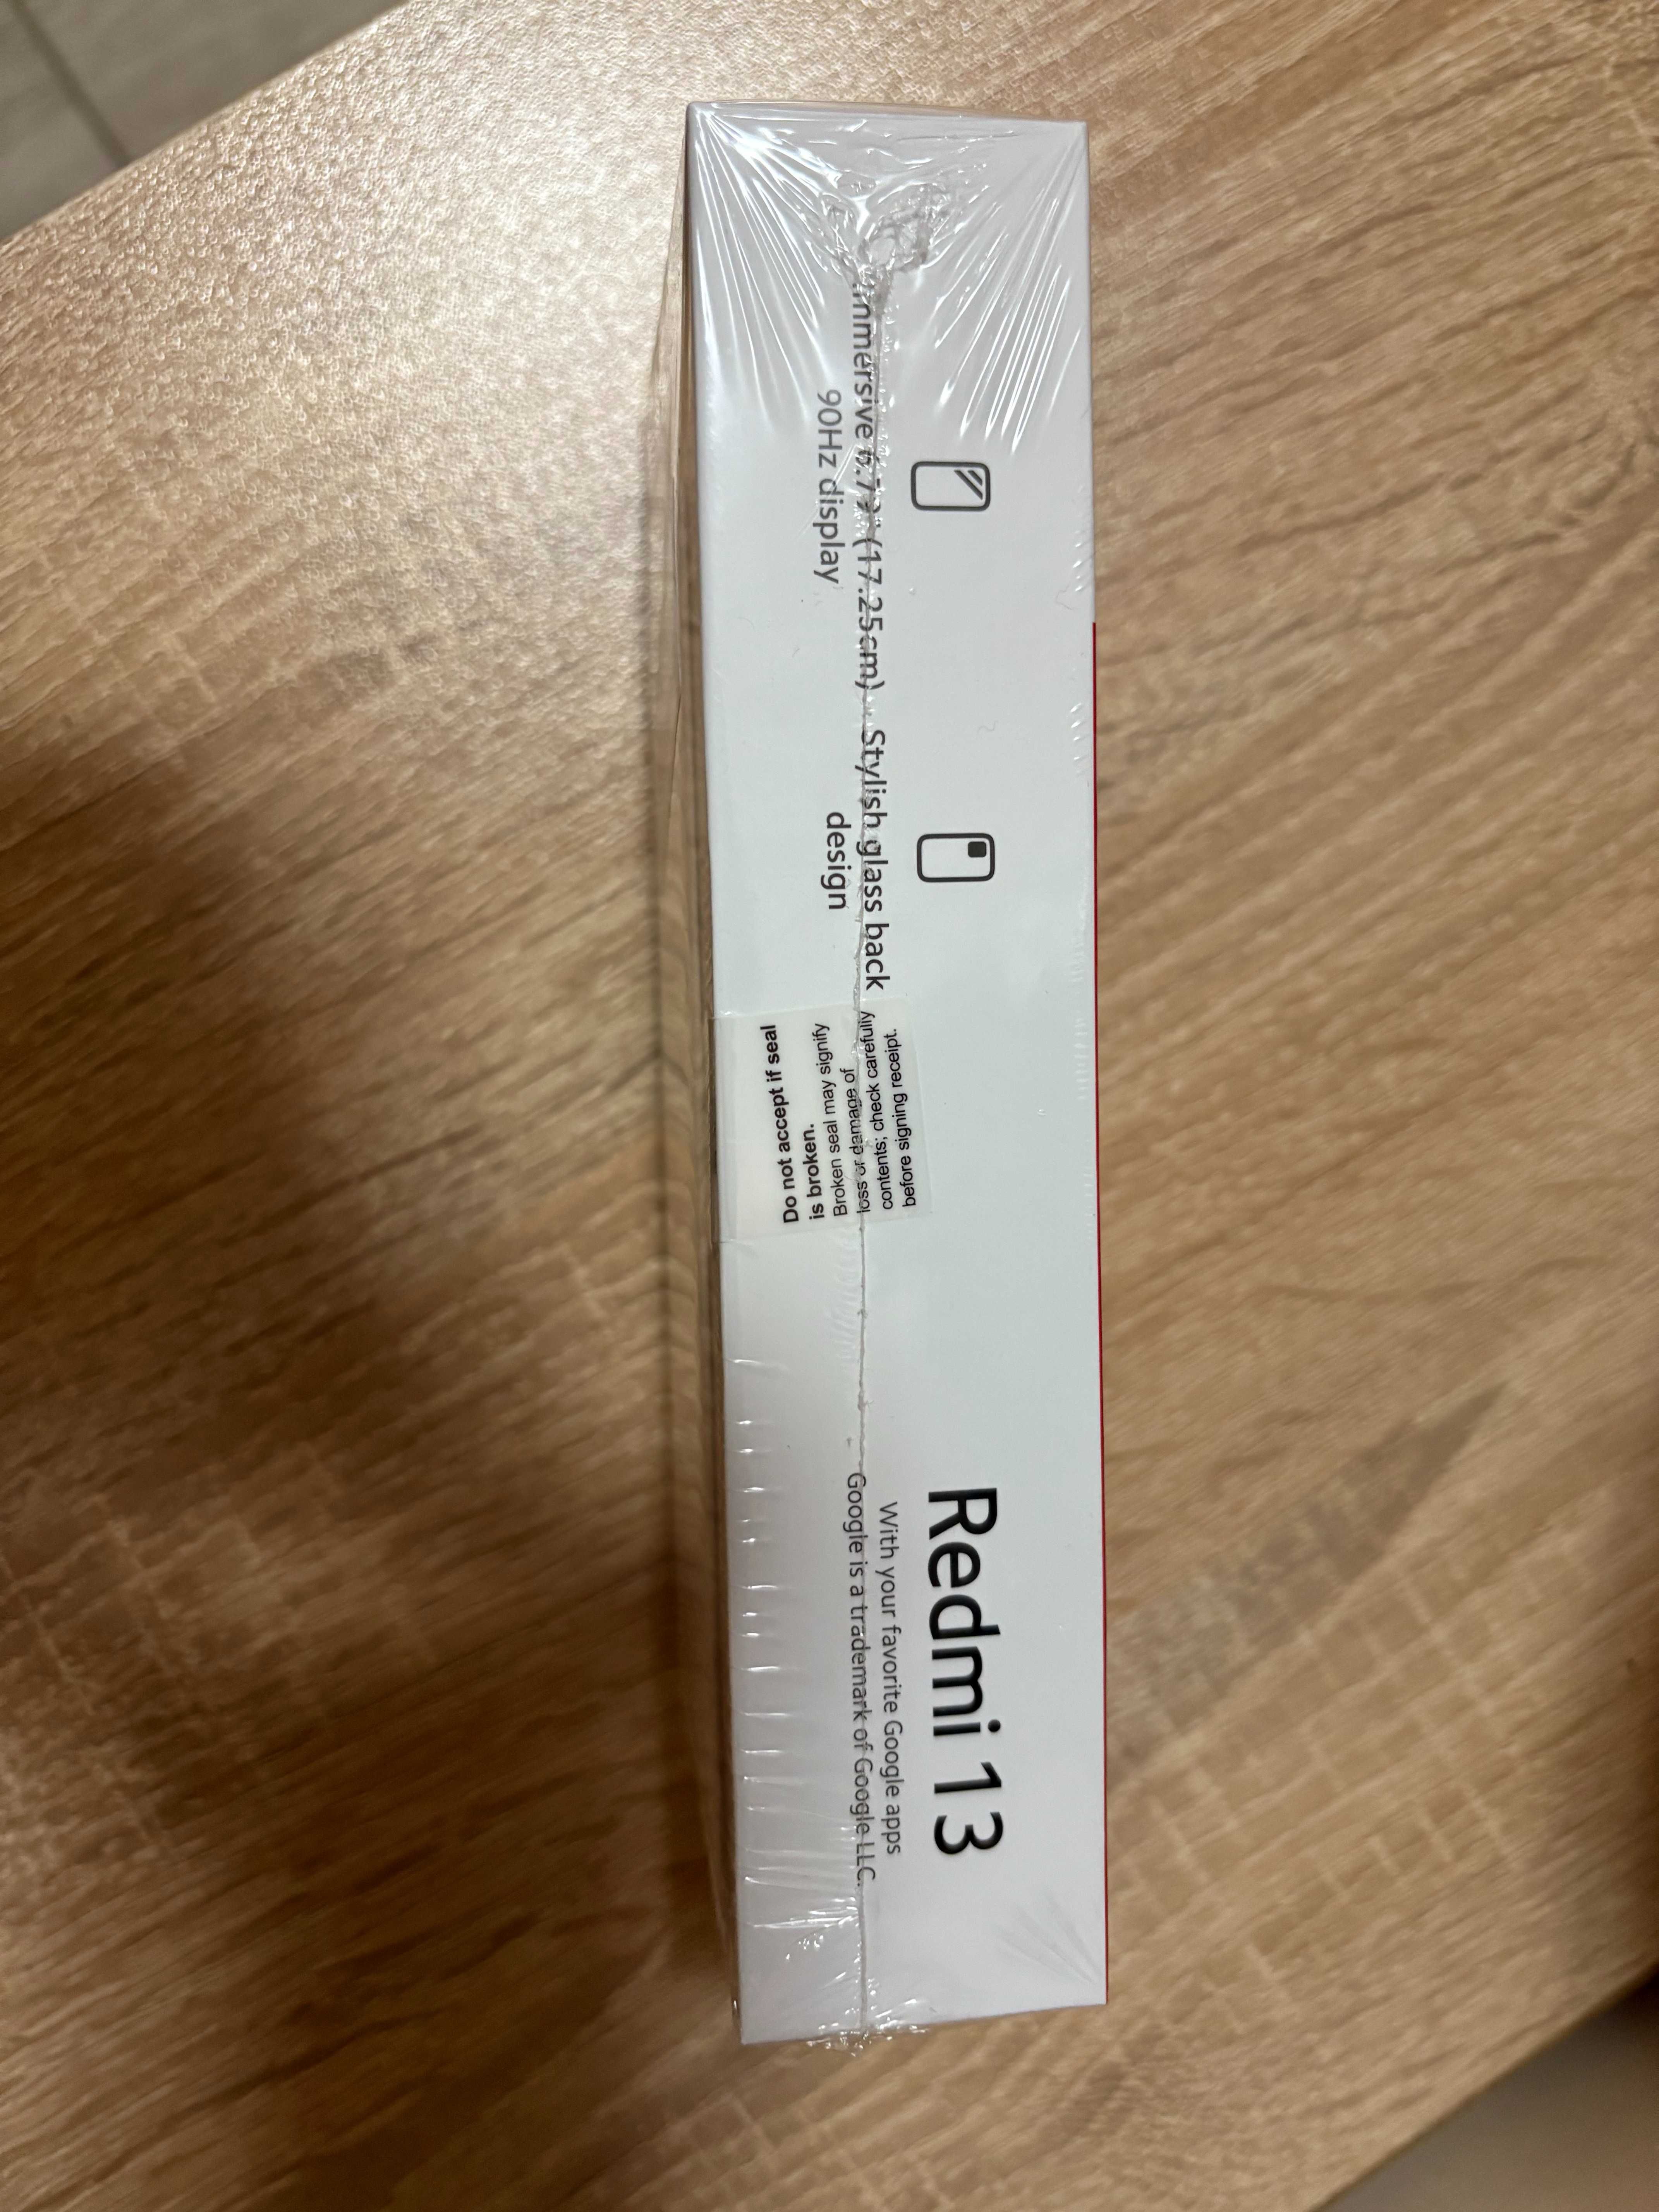 Immersive 6.79" (17.25cm)
90Hz display
Stylish glass back
design
Do not accept if seal
is broken.
Broken seal may signify
loss or damage of
contents; check carefully
before signing receipt.
Redmi 13
With your favorite Google apps
Google is a trademark of Google LLC.